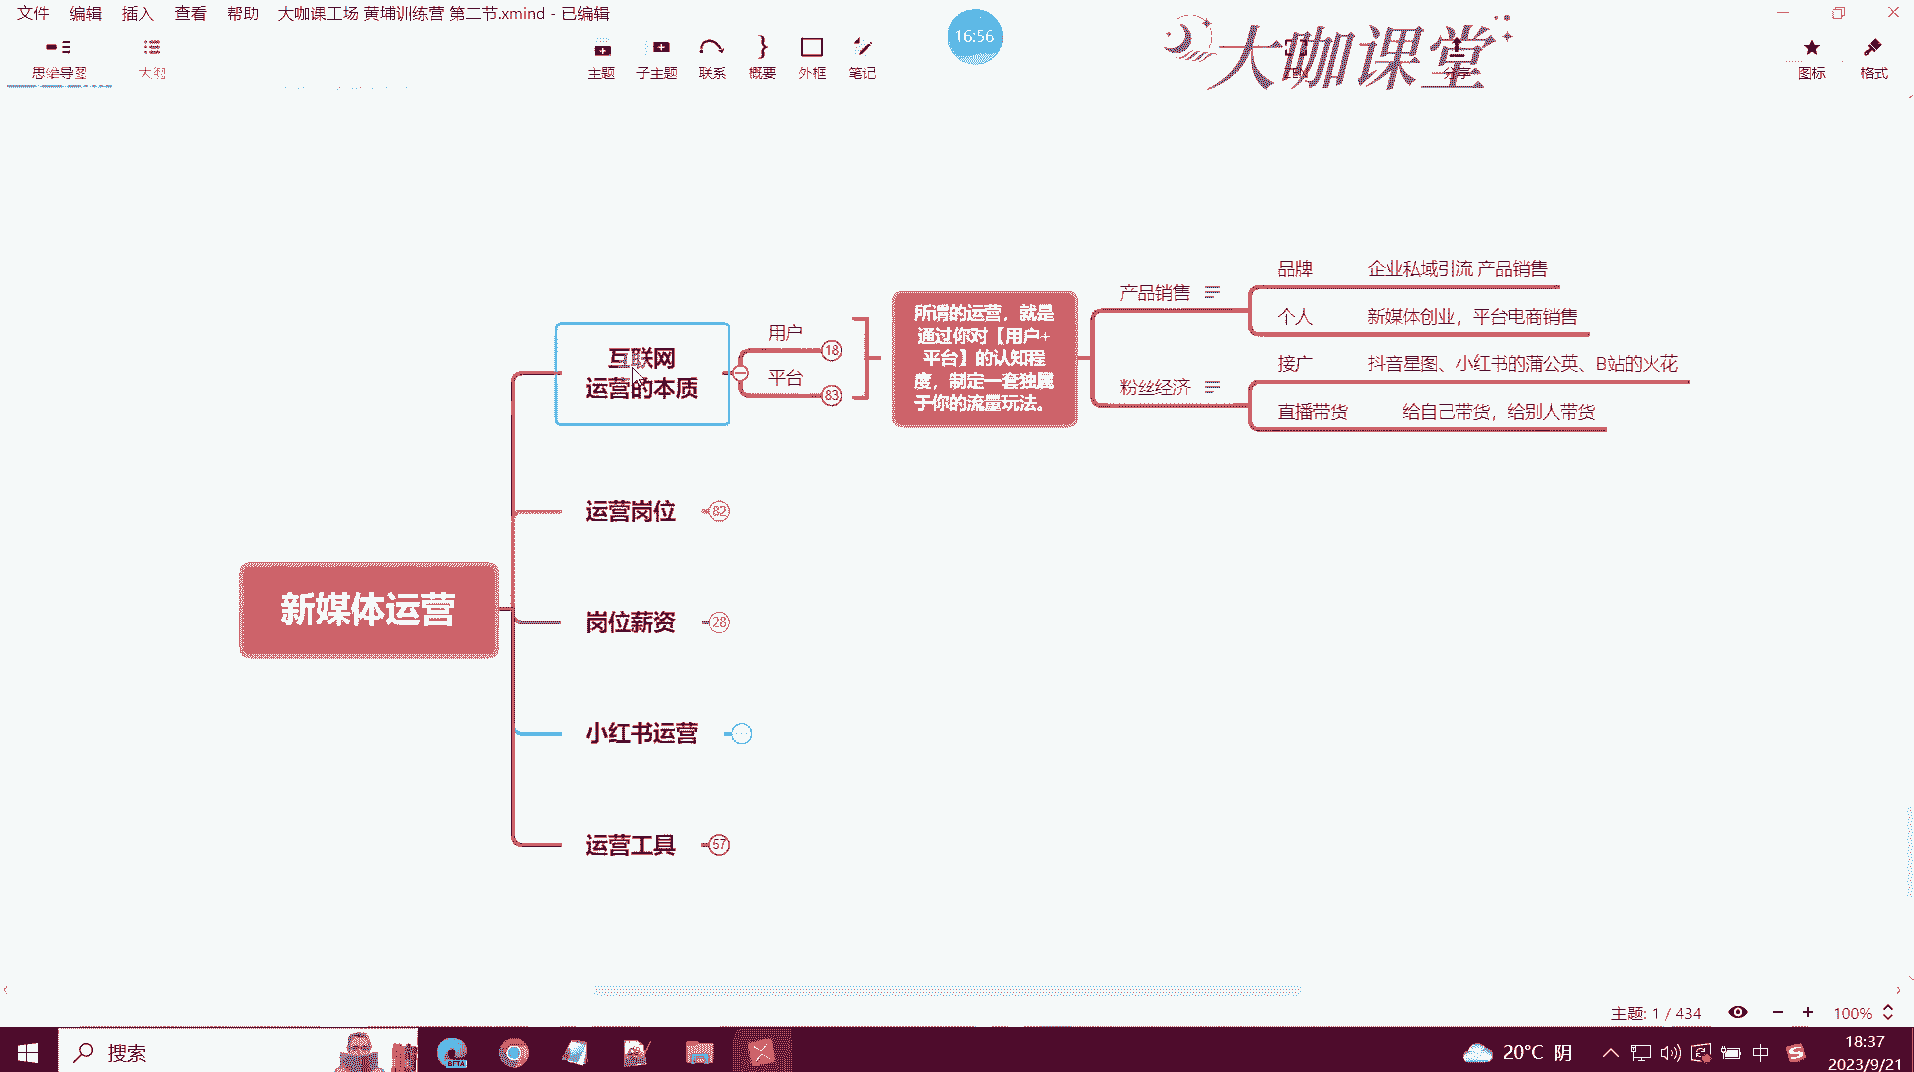 文件 编辑 插入 查看 帮助 大咖课工场 黄埔训练营 第二节.xmind - 已编辑
16:56
大咖课堂
思维导图
大纲
主题
子主题
联系
概要
外框
笔记
分享
图标
格式
互联网
运营的本质
用户
18
平台
83
所谓的运营，就是
通过你对【用户+
平台】的认知程
度，制定一套独属
于你的流量玩法。
产品销售
品牌 企业私域引流 产品销售
个人 新媒体创业，平台电商销售
粉丝经济
接广 抖音星图、小红书的蒲公英、B站的火花
直播带货 给自己带货，给别人带货
运营岗位 82
新媒体运营
岗位薪资 28
小红书运营
运营工具 57
主题: 1 / 434
100%
搜索
BETA
20°C 阴
中
18:37
2023/9/21